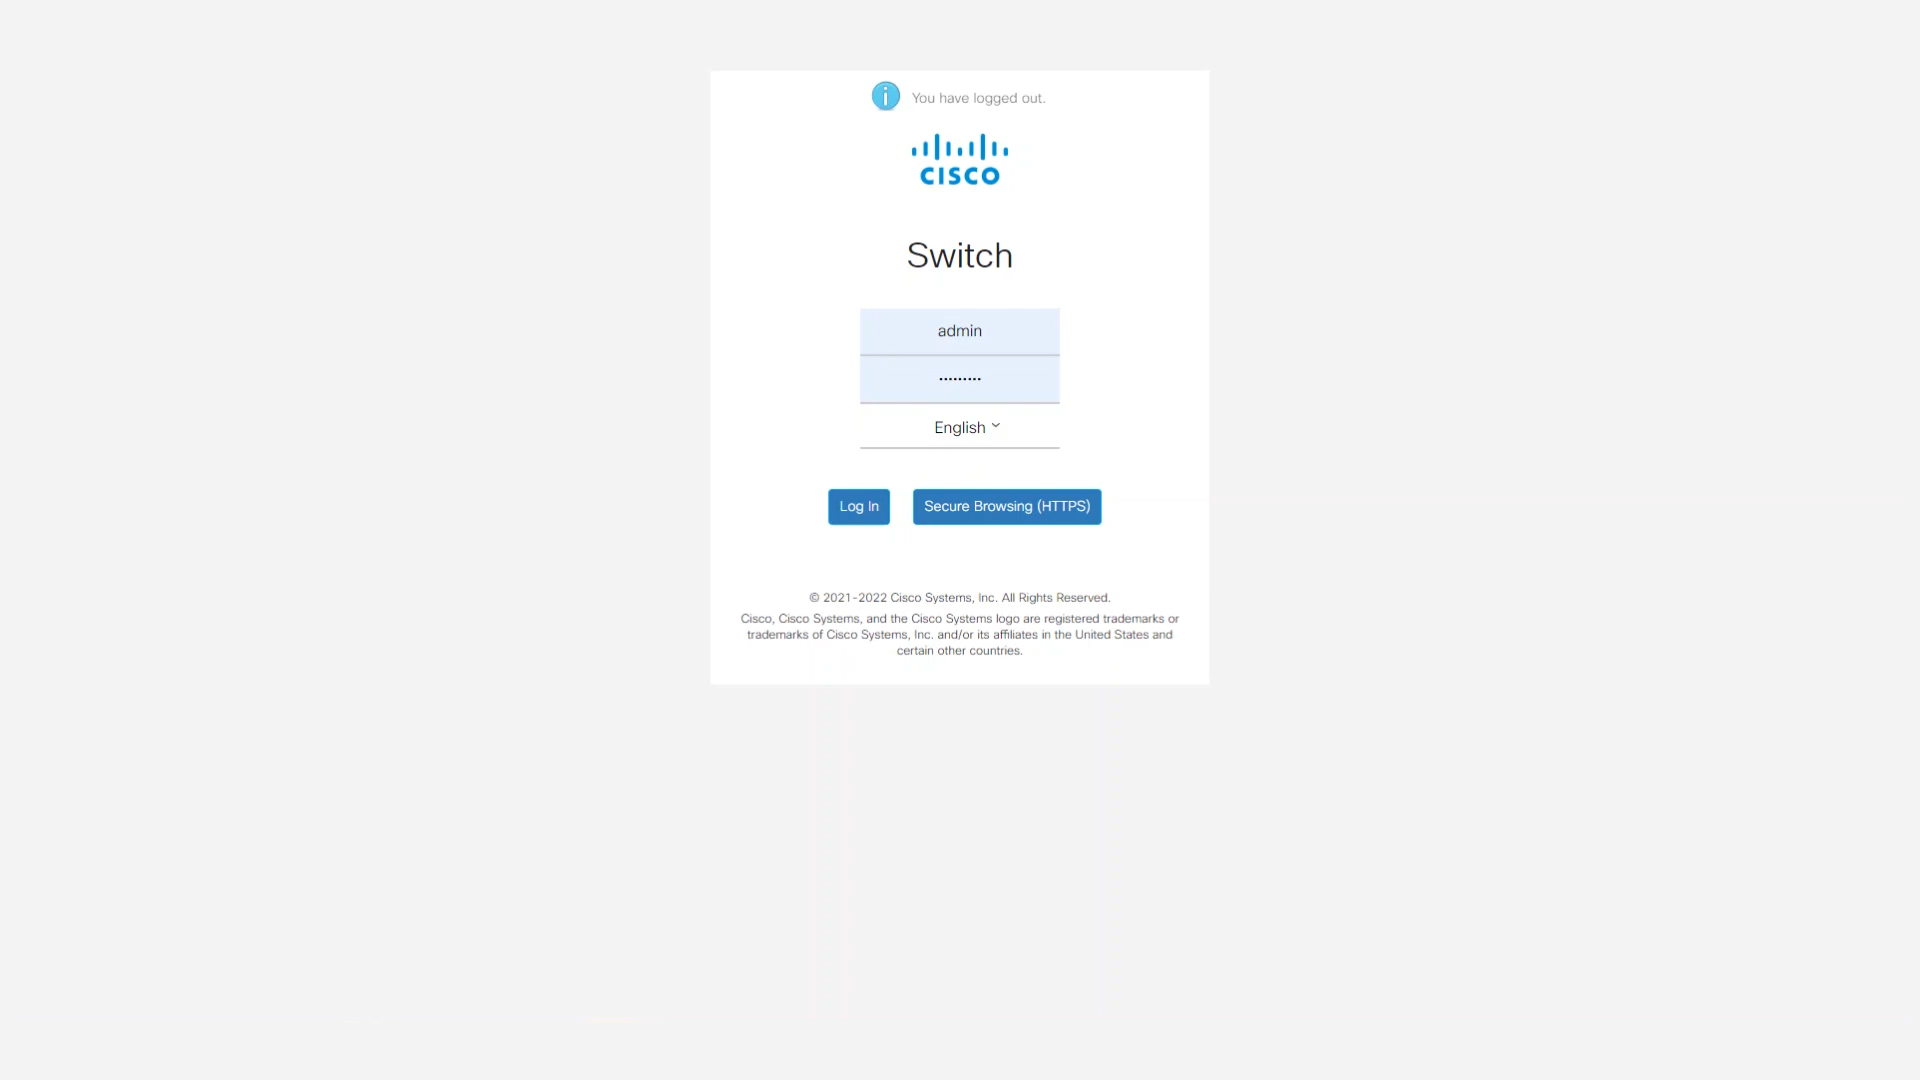 You have logged out.
CISCO
Switch
admin
•••••••••
English
Log In
Secure Browsing (HTTPS)
© 2021-2022 Cisco Systems, Inc. All Rights Reserved.
Cisco, Cisco Systems, and the Cisco Systems logo are registered trademarks or
trademarks of Cisco Systems, Inc. and/or its affiliates in the United States and
certain other countries.